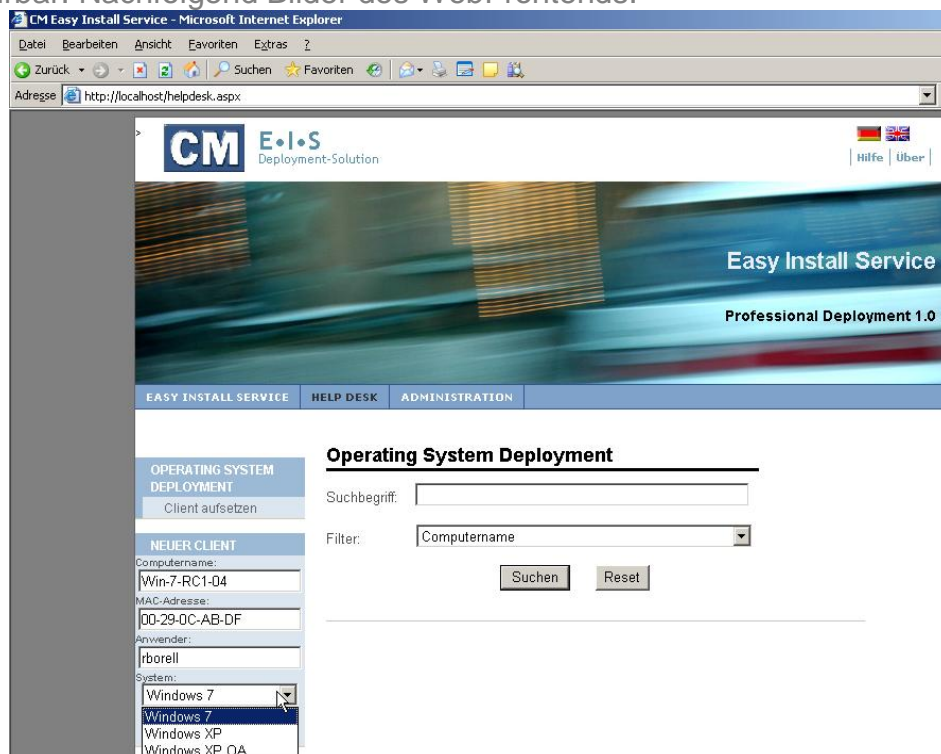 Nachfolgend Bilder des WebFrontends:
CM Easy Install Service - Microsoft Internet Explorer
Datei Bearbeiten Ansicht Favoriten Extras ?
Zurück Suchen Favoriten
Adresse http://localhost/helpdesk.aspx
CM E•I•S
Deployment-Solution
Hilfe Über
Easy Install Service
Professional Deployment 1.0
EASY INSTALL SERVICE HELP DESK ADMINISTRATION
Operating System Deployment
OPERATING SYSTEM
DEPLOYMENT
Client aufsetzen
Suchbegriff:
Filter: Computername
Suchen Reset
NEUER CLIENT
Computername:
Win-7-RC1-04
MAC-Adresse:
00-29-0C-AB-DF
Anwender:
rborell
System:
Windows 7
Windows 7
Windows XP
Windows XP OA